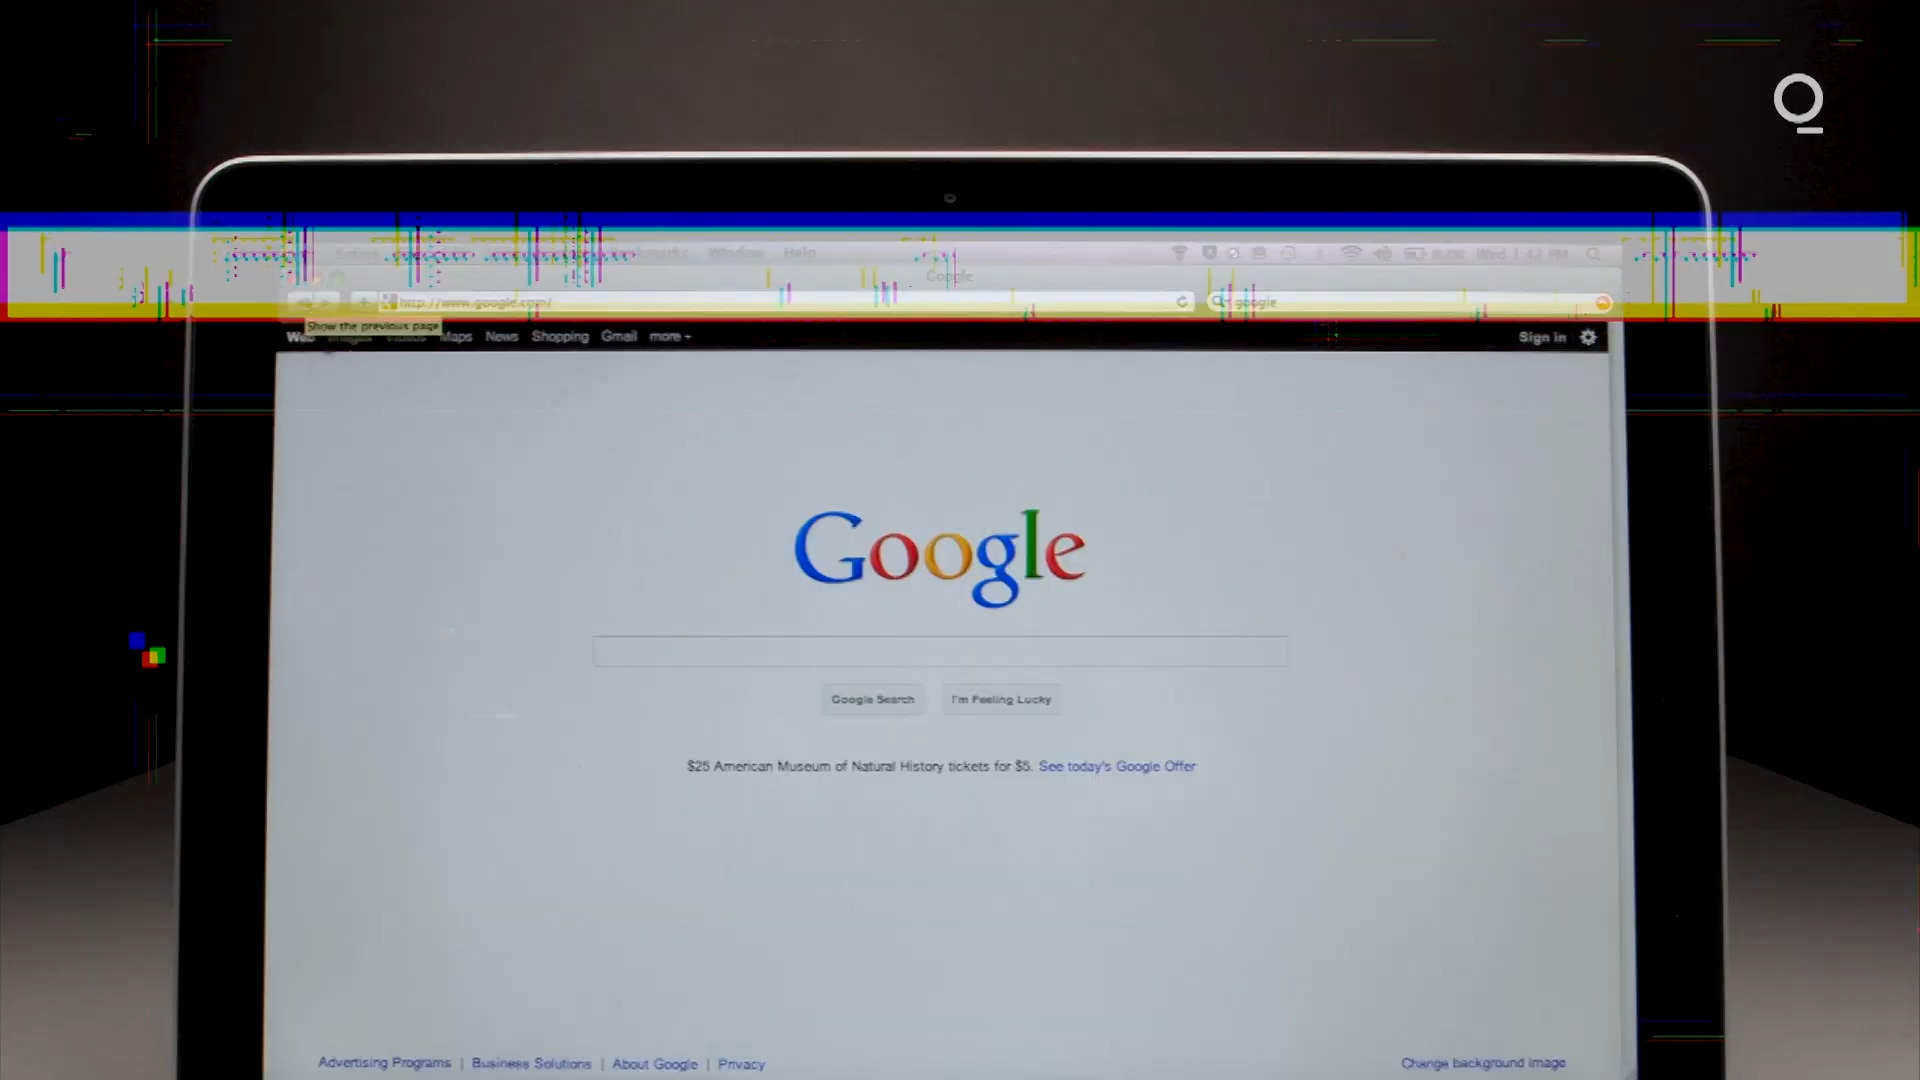 Bookmarks Window Help
Google
http://www.google.com/
google
Show the previous page
Web Images Videos Maps News Shopping Gmail more
Sign in
Google
Google Search
I'm Feeling Lucky
$25 American Museum of Natural History tickets for $5. See today's Google Offer
Advertising Programs | Business Solutions | About Google | Privacy
Change background image